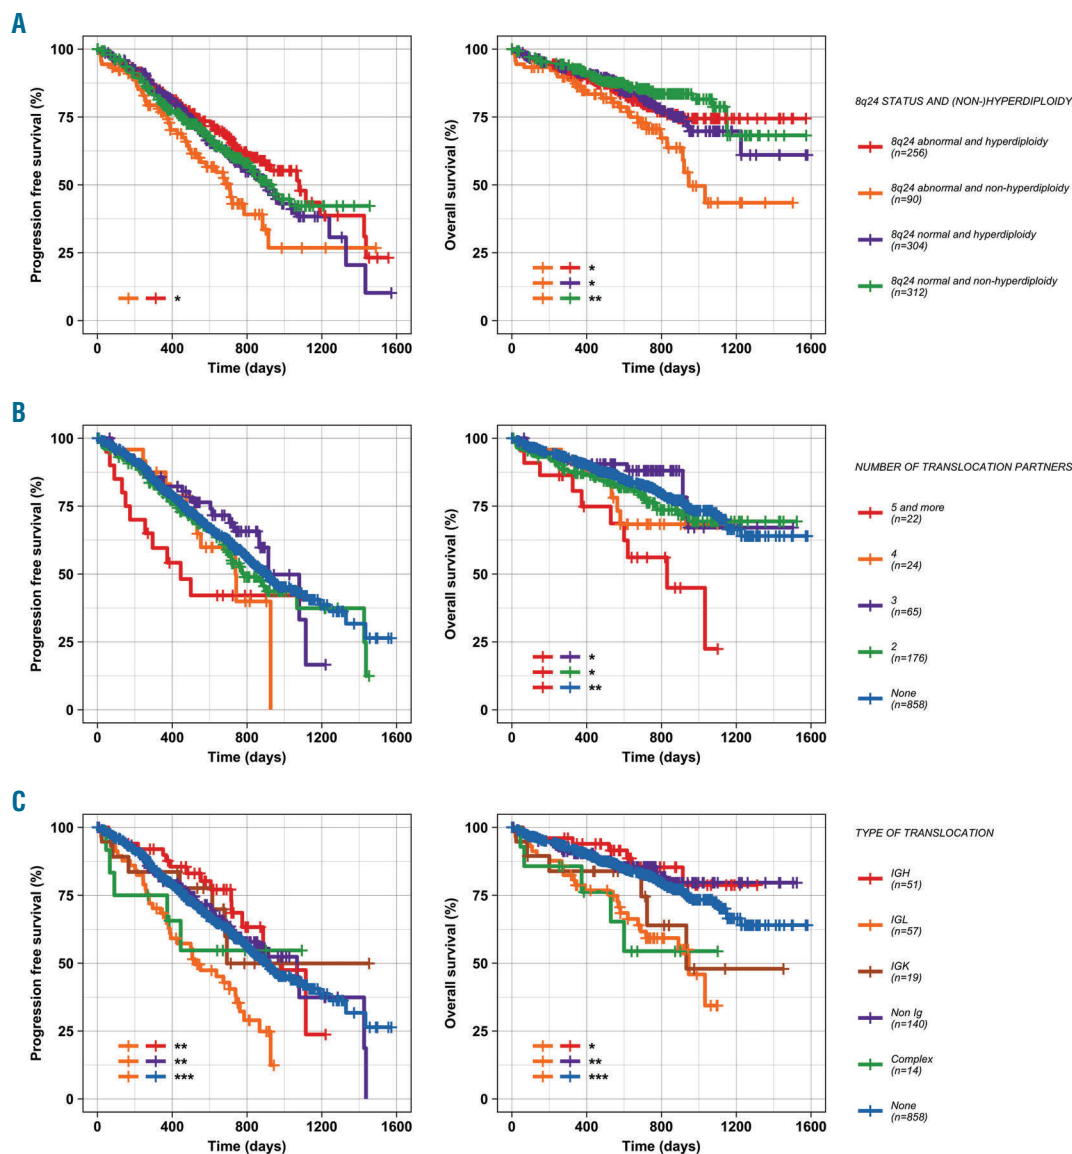 A
Progression free survival (%)
100
75
50
25
0
*
0 400 800 1200 1600
Time (days)
Overall survival (%)
100
75
50
25
0
*
*
**
0 400 800 1200 1600
Time (days)
8q24 STATUS AND (NON-)HYPERDIPLOIDY
8q24 abnormal and hyperdiploidy
(n=256)
8q24 abnormal and non-hyperdiploidy
(n=90)
8q24 normal and hyperdiploidy
(n=304)
8q24 normal and non-hyperdiploidy
(n=312)
B
Progression free survival (%)
100
75
50
25
0
0 400 800 1200 1600
Time (days)
Overall survival (%)
100
75
50
25
0
*
*
**
0 400 800 1200 1600
Time (days)
NUMBER OF TRANSLOCATION PARTNERS
5 and more
(n=22)
4
(n=24)
3
(n=65)
2
(n=176)
None
(n=858)
C
Progression free survival (%)
100
75
50
25
0
**
**
***
0 400 800 1200 1600
Time (days)
Overall survival (%)
100
75
50
25
0
*
**
***
0 400 800 1200 1600
Time (days)
TYPE OF TRANSLOCATION
IGH
(n=51)
IGL
(n=57)
IGK
(n=19)
Non Ig
(n=140)
Complex
(n=14)
None
(n=858)